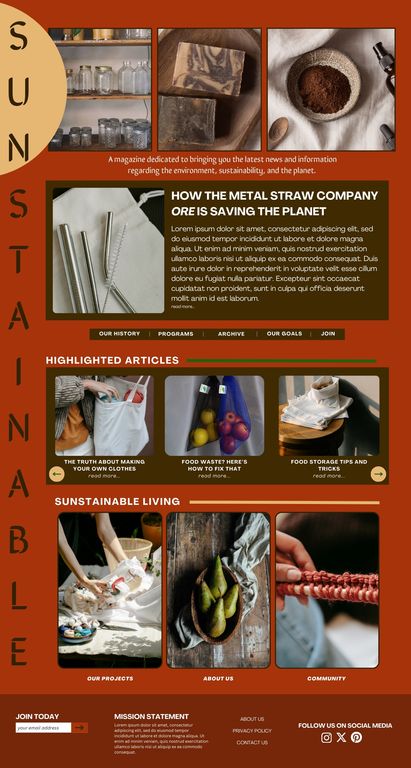 SUNSTAINABLE
A magazine dedicated to bringing you the latest news and information
regarding the environment, sustainability, and the planet.
HOW THE METAL STRAW COMPANY
ORE IS SAVING THE PLANET
Lorem ipsum dolor sit amet, consectetur adipiscing elit, sed
do eiusmod tempor incididunt ut labore et dolore magna
aliqua. Ut enim ad minim veniam, quis nostrud exercitation
ullamco laboris nisi ut aliquip ex ea commodo consequat. Duis
aute irure dolor in reprehenderit in voluptate velit esse cillum
dolore eu fugiat nulla pariatur. Excepteur sint occaecat
cupidatat non proident, sunt in culpa qui officia deserunt
mollit anim id est laborum.
read more...
OUR HISTORY | PROGRAMS | ARCHIVE | OUR GOALS | JOIN
HIGHLIGHTED ARTICLES
THE TRUTH ABOUT MAKING
YOUR OWN CLOTHES
read more...
FOOD WASTE? HERE'S
HOW TO FIX THAT
read more...
FOOD STORAGE TIPS AND
TRICKS
read more...
SUNSTAINABLE LIVING
OUR PROJECTS
ABOUT US
COMMUNITY
JOIN TODAY
your email address
MISSION STATEMENT
Lorem ipsum dolor sit amet, consectetur adipiscing
elit, sed do eiusmod tempor incididunt ut labore et
dolore magna aliqua. Ut enim ad minim veniam,
quis nostrud exercitation ullamco
laboris nisi ut aliquip ex ea commodo
consequat.
ABOUT US
PRIVACY POLICY
CONTACT US
FOLLOW US ON SOCIAL MEDIA